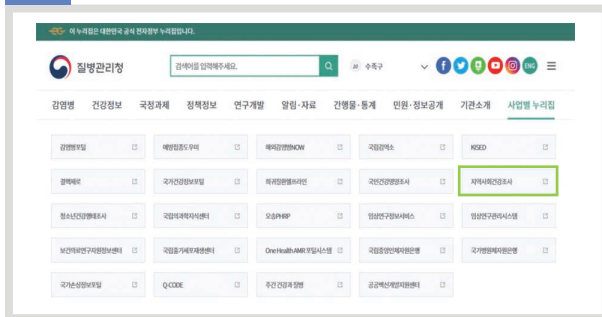 이 누리집은 대한민국 공식 전자정부 누리집입니다.
질병관리청
검색어를 입력해주세요.
수족구
ENG
감염병 건강정보 국정과제 정책정보 연구개발 알림·자료 간행물·통계 민원·정보공개 기관소개 사업별 누리집
감염병포털 예방접종도우미 해외감염병NOW 국립검역소 KISED
결핵제로 국가건강정보포털 희귀질환헬프라인 국민건강영양조사 지역사회건강조사
청소년건강행태조사 국립의과학지식센터 오송PHRP 임상연구정보서비스 임상연구관리시스템
보건의료연구자원정보센터 국립줄기세포재생센터 One Health AMR 포털시스템 국립중앙인체자원은행 국가병원체자원은행
국가손상정보포털 Q-CODE 주간 건강과 질병 공공백신개발지원센터